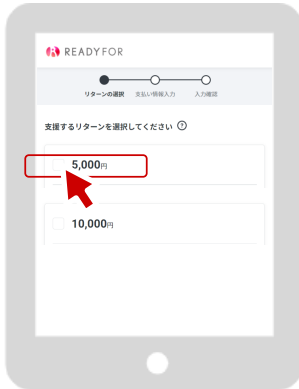 READYFOR
リターンの選択 支払い情報入力 入力確認
支援するリターンを選択してください ?
5,000円
10,000円